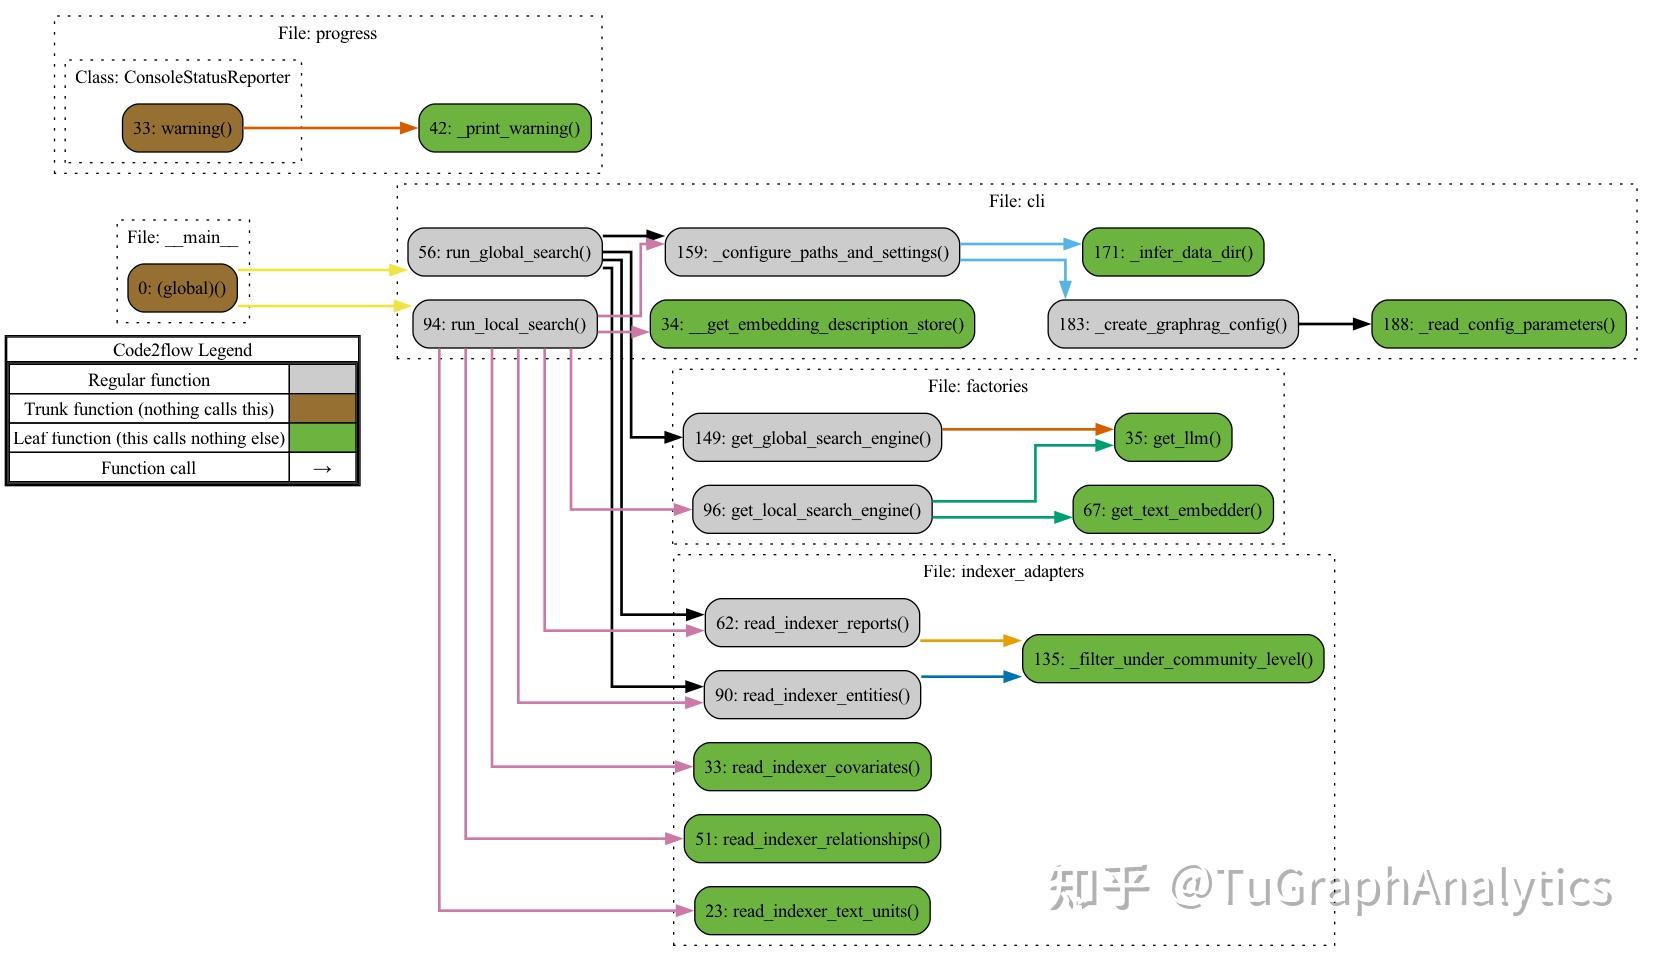 File: progress
Class: ConsoleStatusReporter
33: warning()
42: _print_warning()
File: cli
File: __main__
56: run_global_search()
159: _configure_paths_and_settings()
171: _infer_data_dir()
0: (global)()
94: run_local_search()
34: __get_embedding_description_store()
183: _create_graphrag_config()
188: _read_config_parameters()
Code2flow Legend
Regular function
Trunk function (nothing calls this)
Leaf function (this calls nothing else)
Function call →
File: factories
149: get_global_search_engine()
35: get_llm()
96: get_local_search_engine()
67: get_text_embedder()
File: indexer_adapters
62: read_indexer_reports()
135: _filter_under_community_level()
90: read_indexer_entities()
33: read_indexer_covariates()
51: read_indexer_relationships()
23: read_indexer_text_units()
知乎 @TuGraphAnalytics